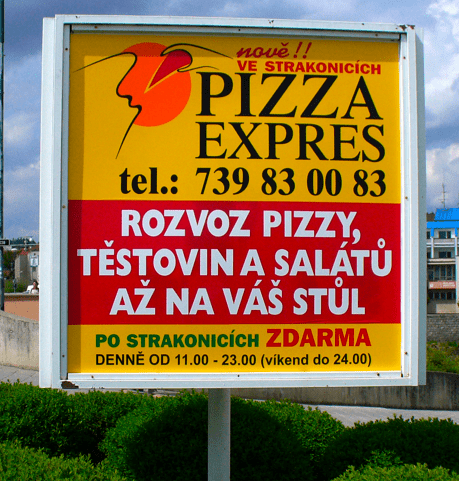 nově!!
VE STRAKONICÍCH
PIZZA
EXPRES
tel.: 739 83 00 83
ROZVOZ PIZZY,
TĚSTOVIN A SALÁTŮ
AŽ NA VÁŠ STŮL
PO STRAKONICÍCH ZDARMA
DENNĚ OD 11.00 - 23.00 (víkend do 24.00)